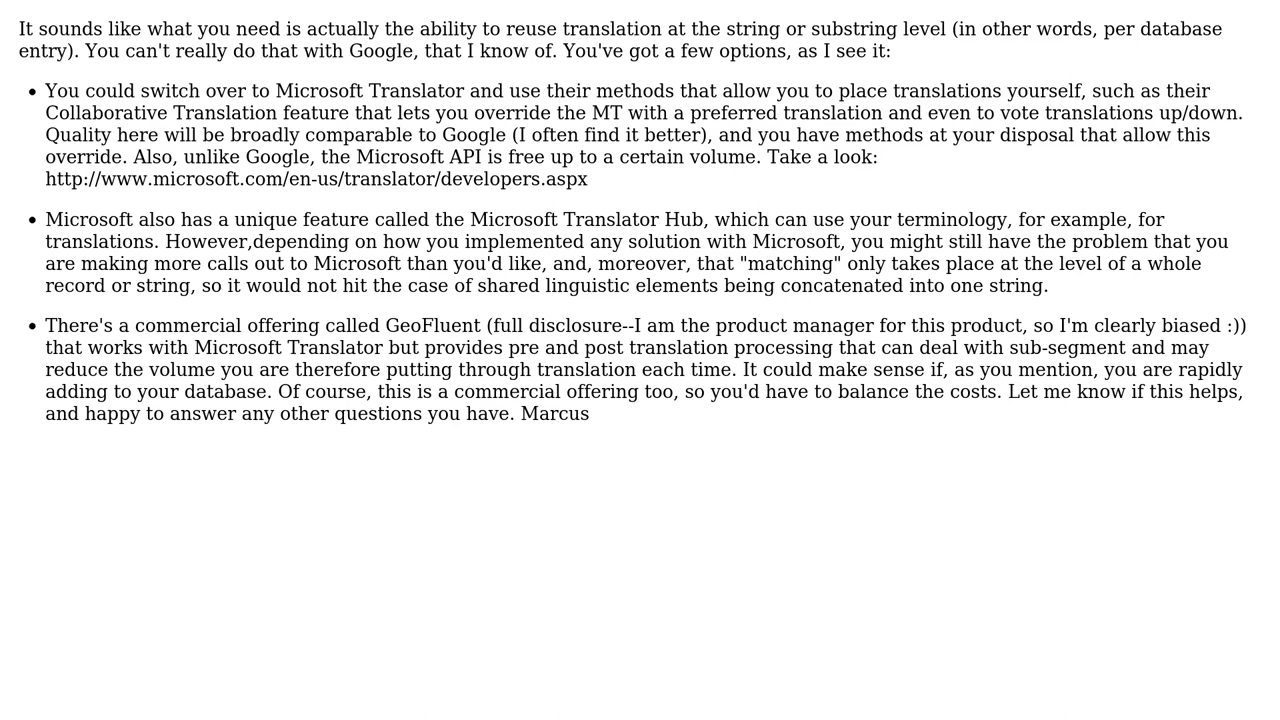 It sounds like what you need is actually the ability to reuse translation at the string or substring level (in other words, per database
entry). You can't really do that with Google, that I know of. You've got a few options, as I see it:
• You could switch over to Microsoft Translator and use their methods that allow you to place translations yourself, such as their
Collaborative Translation feature that lets you override the MT with a preferred translation and even to vote translations up/down.
Quality here will be broadly comparable to Google (I often find it better), and you have methods at your disposal that allow this
override. Also, unlike Google, the Microsoft API is free up to a certain volume. Take a look:
http://www.microsoft.com/en-us/translator/developers.aspx
• Microsoft also has a unique feature called the Microsoft Translator Hub, which can use your terminology, for example, for
translations. However,depending on how you implemented any solution with Microsoft, you might still have the problem that you
are making more calls out to Microsoft than you'd like, and, moreover, that "matching" only takes place at the level of a whole
record or string, so it would not hit the case of shared linguistic elements being concatenated into one string.
• There's a commercial offering called GeoFluent (full disclosure--I am the product manager for this product, so I'm clearly biased :))
that works with Microsoft Translator but provides pre and post translation processing that can deal with sub-segment and may
reduce the volume you are therefore putting through translation each time. It could make sense if, as you mention, you are rapidly
adding to your database. Of course, this is a commercial offering too, so you'd have to balance the costs. Let me know if this helps,
and happy to answer any other questions you have. Marcus